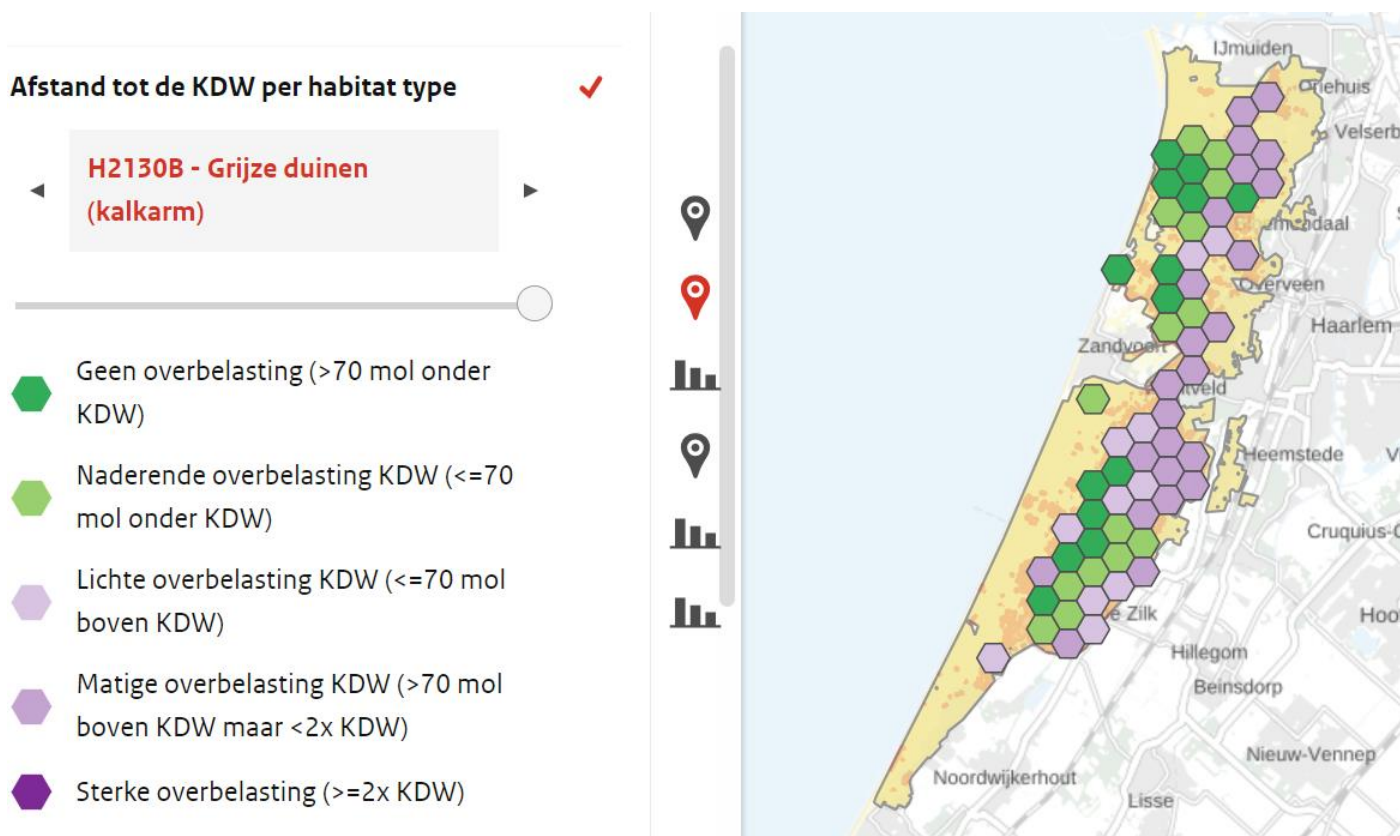 Afstand tot de KDW per habitat type
H2130B - Grijze duinen
(kalkarm)
Geen overbelasting (>70 mol onder
KDW)
Naderende overbelasting KDW (<=70
mol onder KDW)
Lichte overbelasting KDW (<=70 mol
boven KDW)
Matige overbelasting KDW (>70 mol
boven KDW maar <2x KDW)
Sterke overbelasting (>=2x KDW)
IJmuiden
Driehuis
Velserb
Overveen
Haarlem
Zandvoort
Heemstede
Cruquius-
Zilk
Hoo
Hillegom
Beinsdorp
Nieuw-Vennep
Noordwijkerhout
Lisse